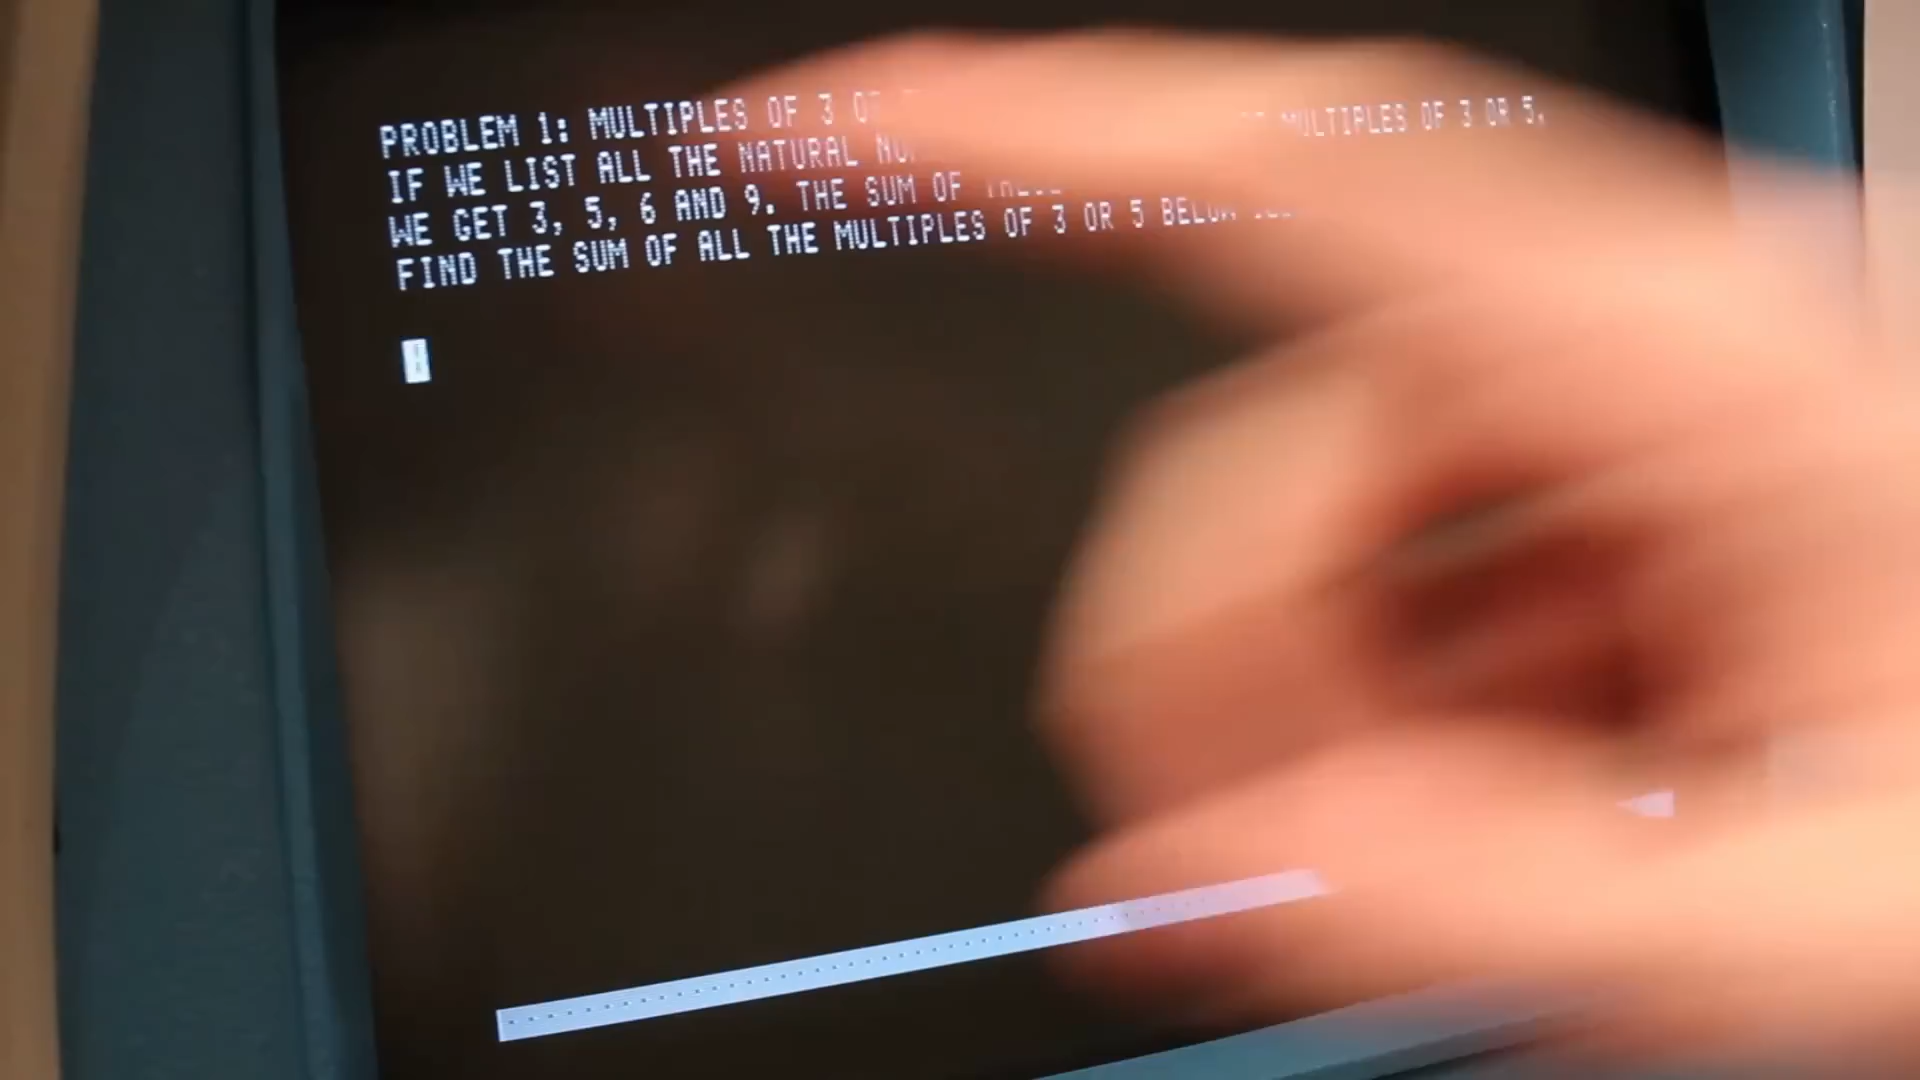 PROBLEM 1: MULTIPLES OF 3 MULTIPLES OF 3 OR 5,
IF WE LIST ALL THE NATURAL
WE GET 3, 5, 6 AND 9. THE SUM OF
FIND THE SUM OF ALL THE MULTIPLES OF 3 OR 5 BELOW